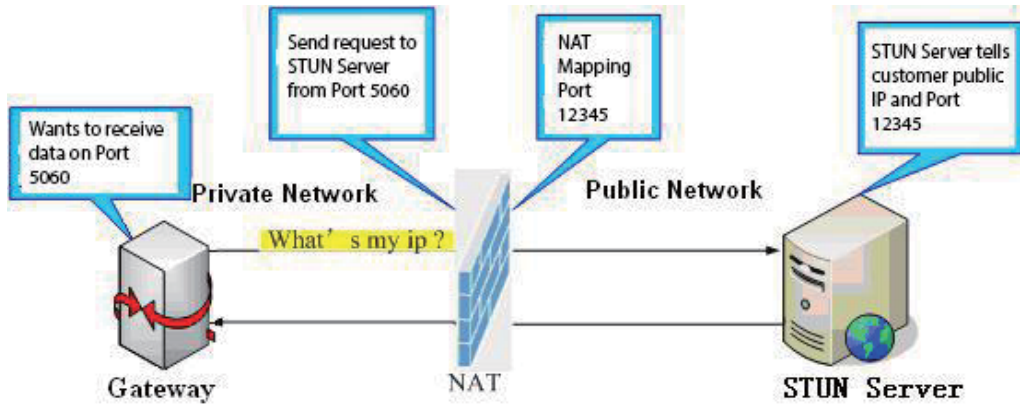 Send request to
STUN Server
from Port 5060
NAT
Mapping
Port
12345
STUN Server tells
customer public
IP and Port
12345
Wants to receive
data on Port
5060
Private Network
Public Network
What's my ip ?
Gateway
NAT
STUN Server